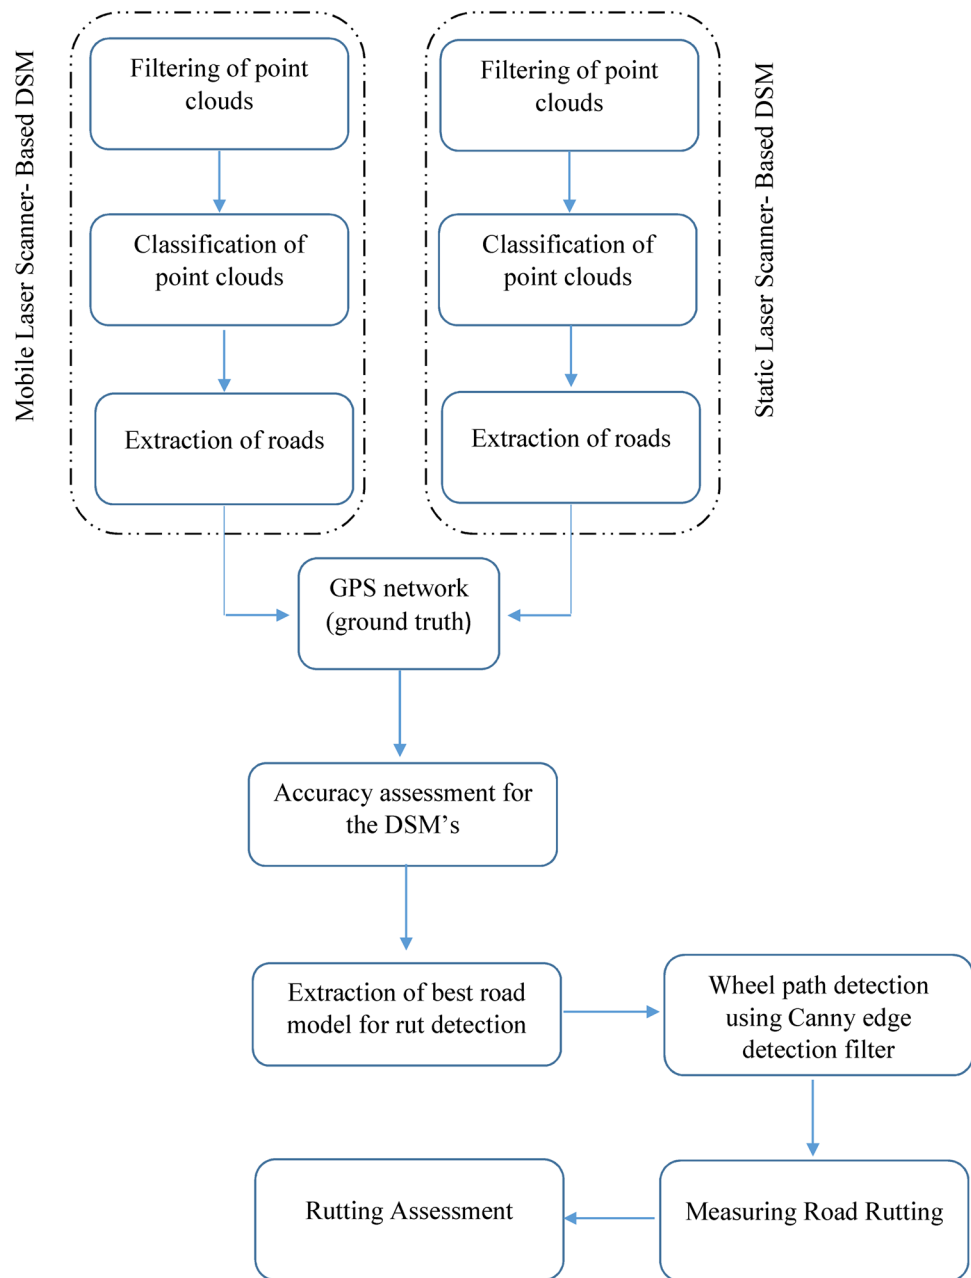 Mobile Laser Scanner- Based DSM
Filtering of point
clouds
Classification of
point clouds
Extraction of roads
Static Laser Scanner- Based DSM
Filtering of point
clouds
Classification of
point clouds
Extraction of roads
GPS network
(ground truth)
Accuracy assessment for
the DSM’s
Extraction of best road
model for rut detection
Wheel path detection
using Canny edge
detection filter
Measuring Road Rutting
Rutting Assessment